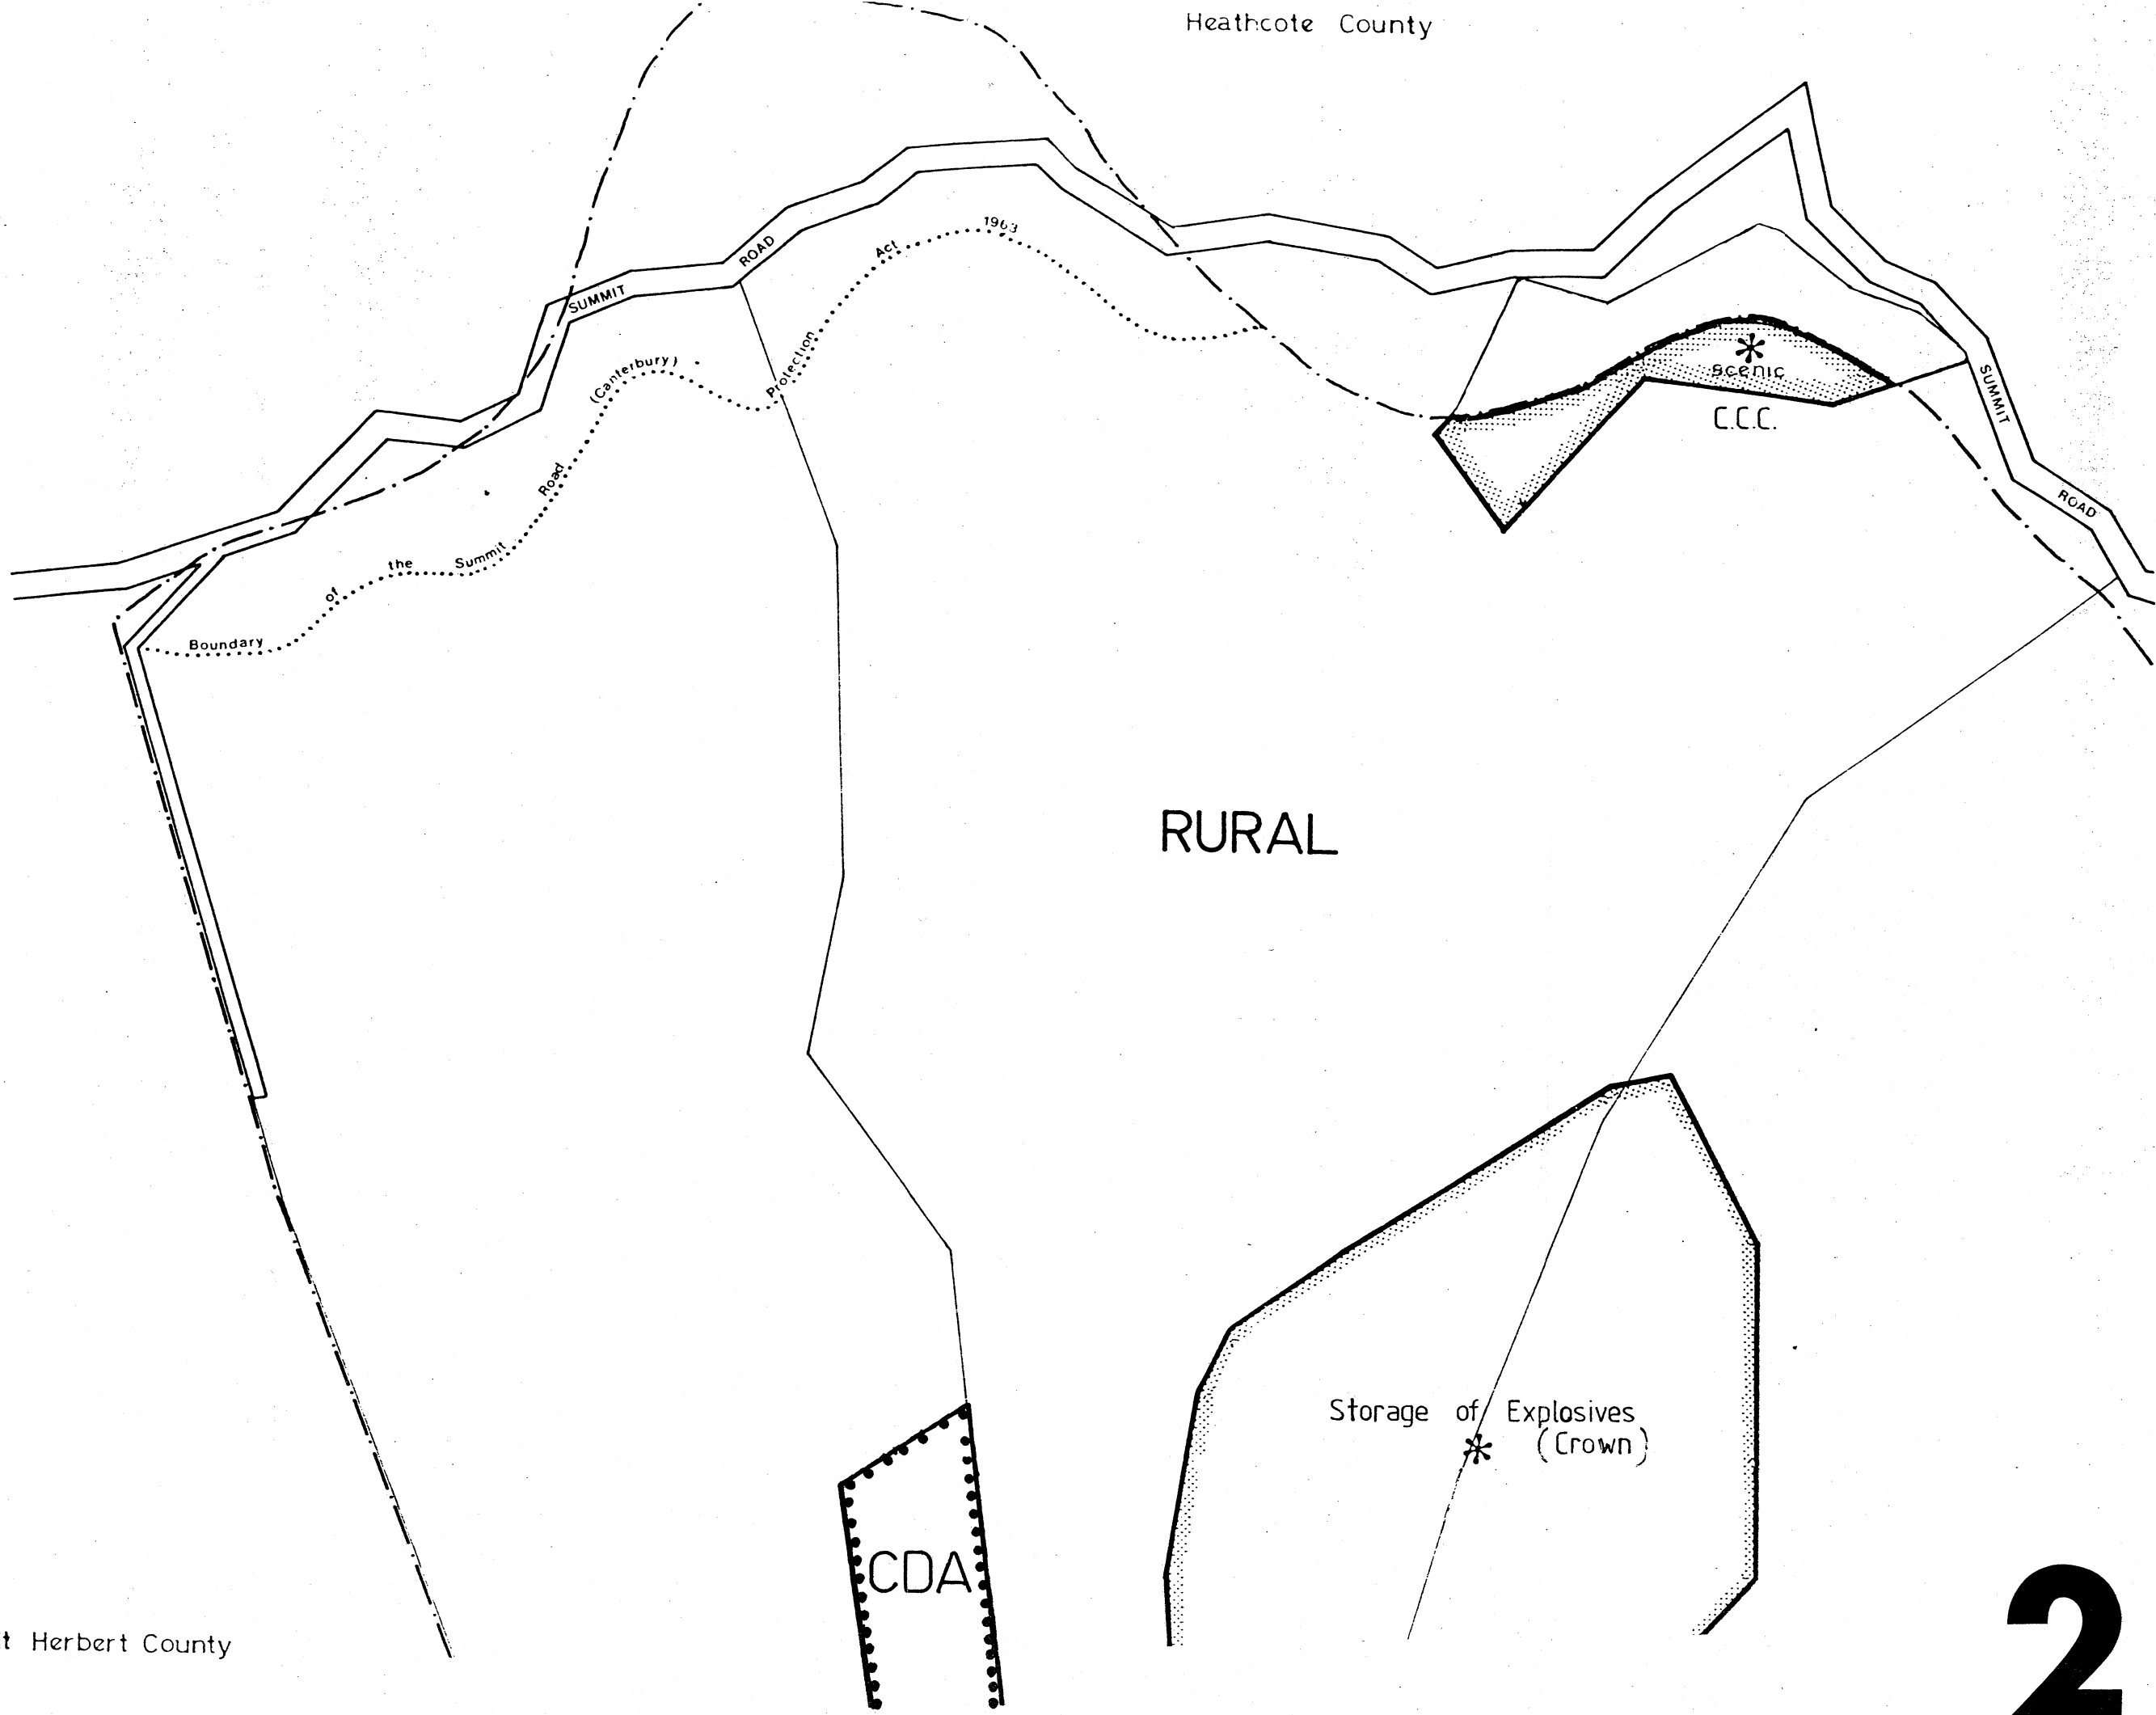 Heathcote County
SUMMIT ROAD
Boundary of the Summit Road (Canterbury) Protection Act 1963
scenic
C.C.C.
SUMMIT ROAD
RURAL
Storage of Explosives
(Crown)
CDA
t Herbert County
2